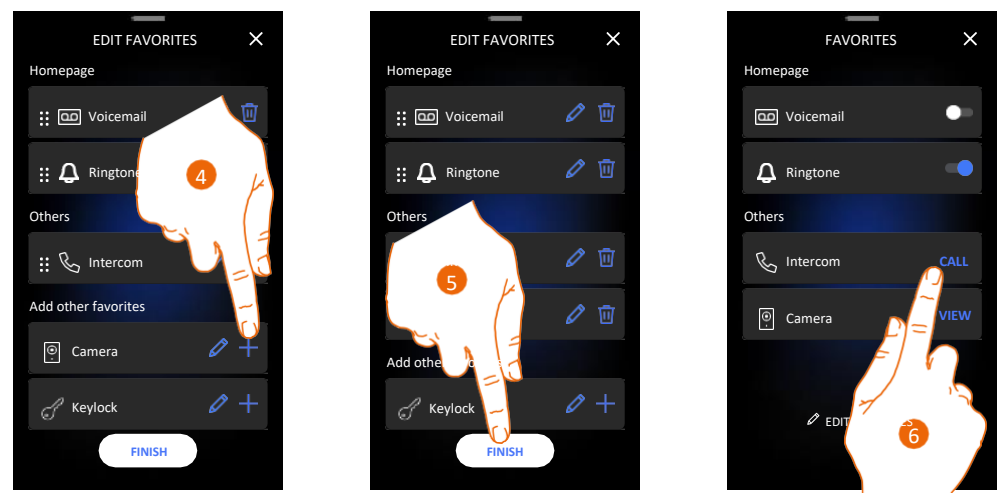 EDIT FAVORITES
Homepage
Voicemail
Ringtone
4
Others
Intercom
Add other favorites
Camera
Keylock
FINISH
EDIT FAVORITES
Homepage
Voicemail
Ringtone
Others
5
Keylock
FINISH
FAVORITES
Homepage
Voicemail
Ringtone
Others
Intercom CALL
Camera VIEW
6